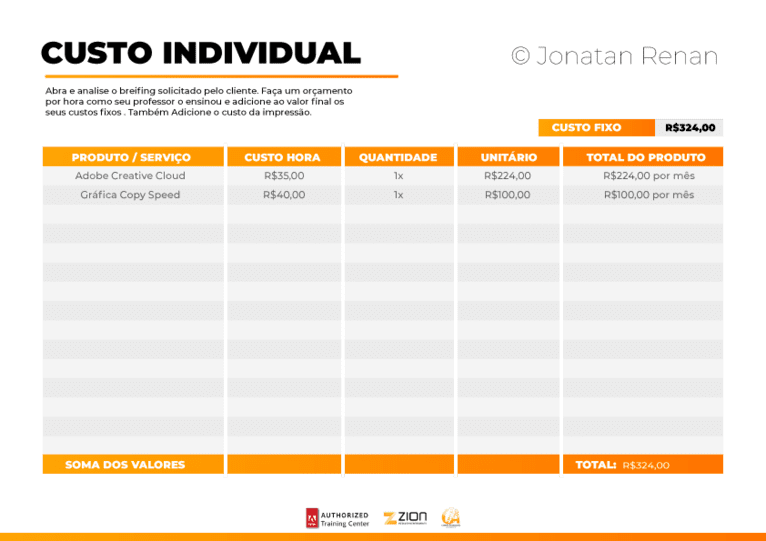 CUSTO INDIVIDUAL
© Jonatan Renan
Abra e analise o breifing solicitado pelo cliente. Faça um orçamento
por hora como seu professor o ensinou e adicione ao valor final os
seus custos fixos . Também Adicione o custo da impressão.
CUSTO FIXO R$324,00
PRODUTO / SERVIÇO CUSTO HORA QUANTIDADE UNITÁRIO TOTAL DO PRODUTO
Adobe Creative Cloud R$35,00 1x R$224,00 R$224,00 por mês
Gráfica Copy Speed R$40,00 1x R$100,00 R$100,00 por mês
SOMA DOS VALORES TOTAL: R$324,00
AUTHORIZED
Training Center
ZION